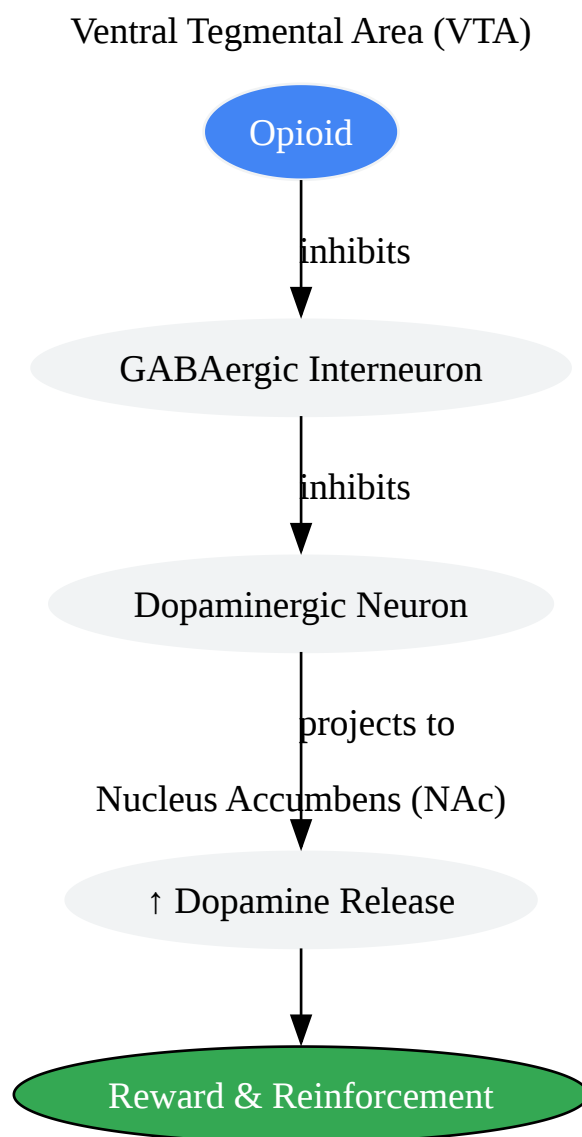 Ventral Tegmental Area (VTA)
Opioid
inhibits
GABAergic Interneuron
inhibits
Dopaminergic Neuron
projects to
Nucleus Accumbens (NAc)
↑ Dopamine Release
Reward & Reinforcement